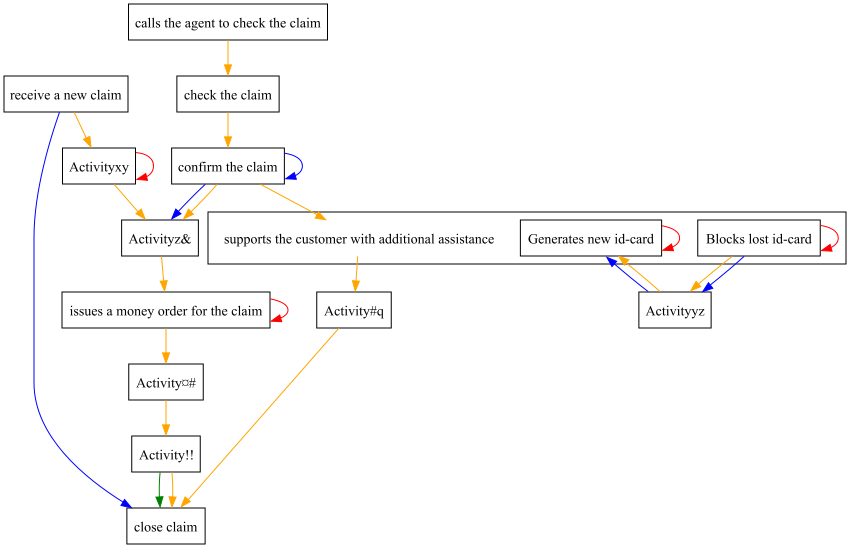 calls the agent to check the claim
receive a new claim
check the claim
Activityxy
confirm the claim
Activityz&
supports the customer with additional assistance
Generates new id-card
Blocks lost id-card
issues a money order for the claim
Activity#q
Activityyz
Activity¤#
Activity!!
close claim